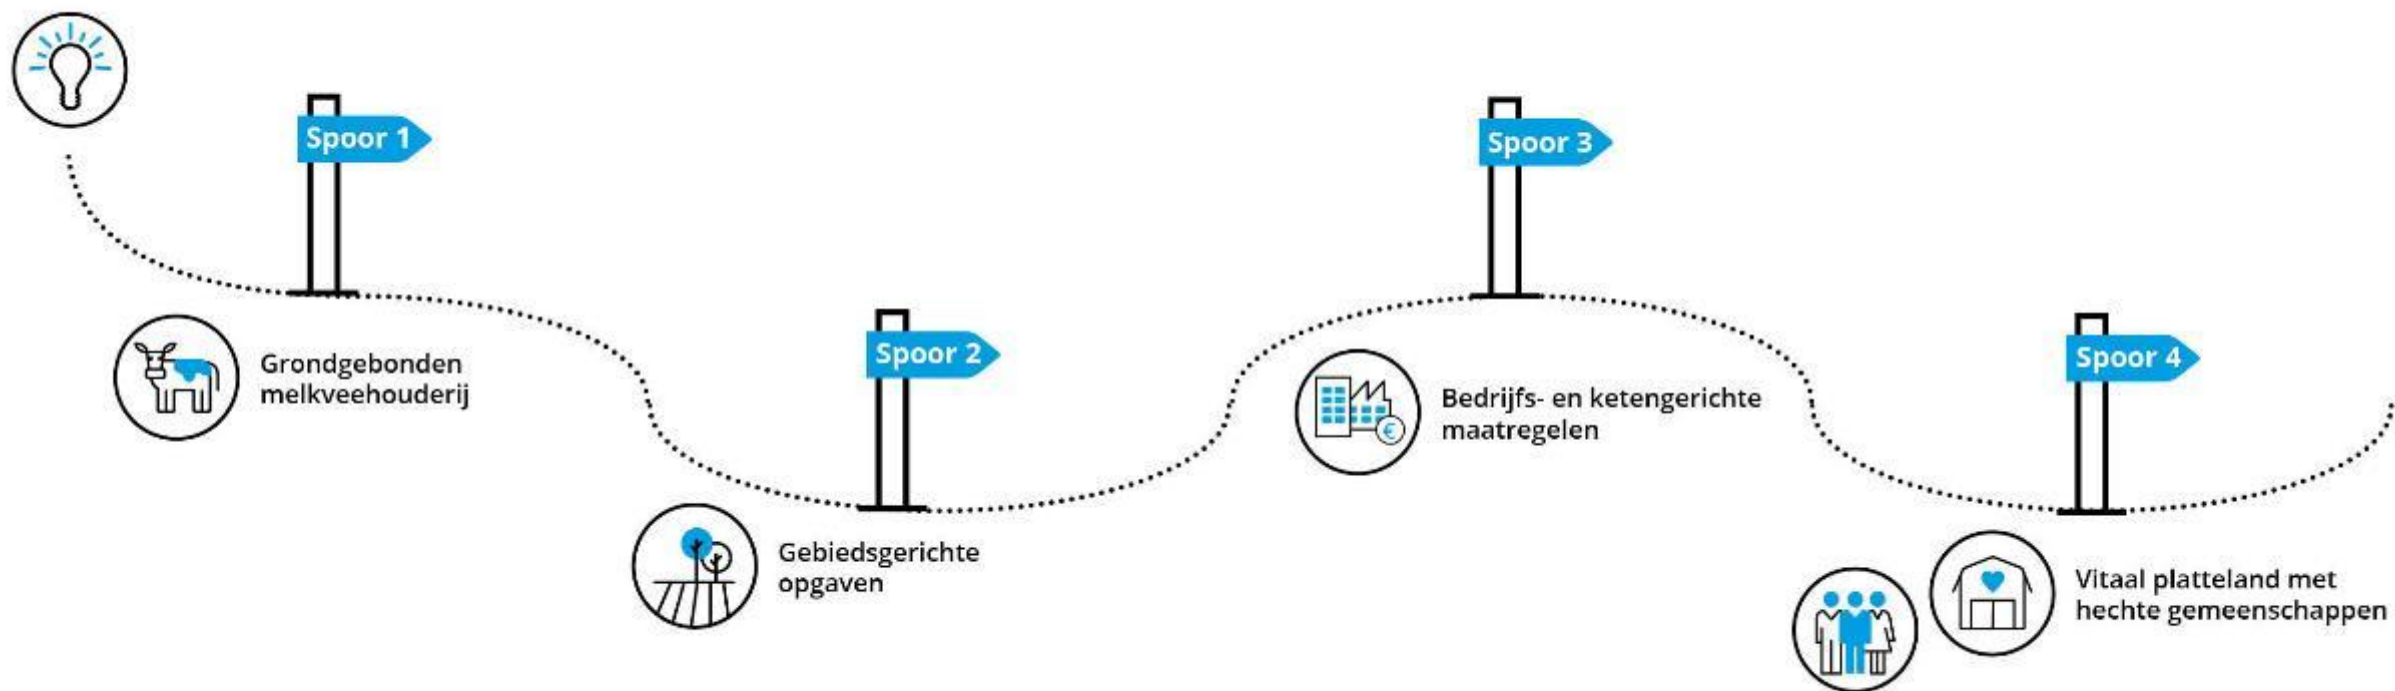 Spoor 1
Grondgebonden
melkveehouderij
Spoor 2
Gebiedsgerichte
opgaven
Spoor 3
€
Bedrijfs- en ketengerichte
maatregelen
Spoor 4
Vitaal platteland met
hechte gemeenschappen